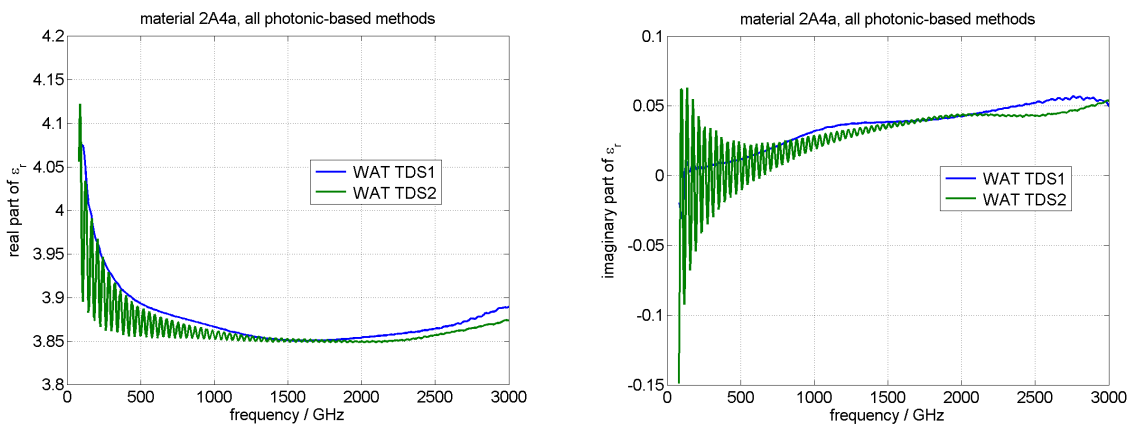 material 2A4a, all photonic-based methods
real part of εr
4.2
4.15
4.1
4.05
4
3.95
3.9
3.85
3.8
WAT TDS1
WAT TDS2
0 500 1000 1500 2000 2500 3000
frequency / GHz
material 2A4a, all photonic-based methods
imaginary part of εr
0.1
0.05
0
-0.05
-0.1
-0.15
WAT TDS1
WAT TDS2
0 500 1000 1500 2000 2500 3000
frequency / GHz